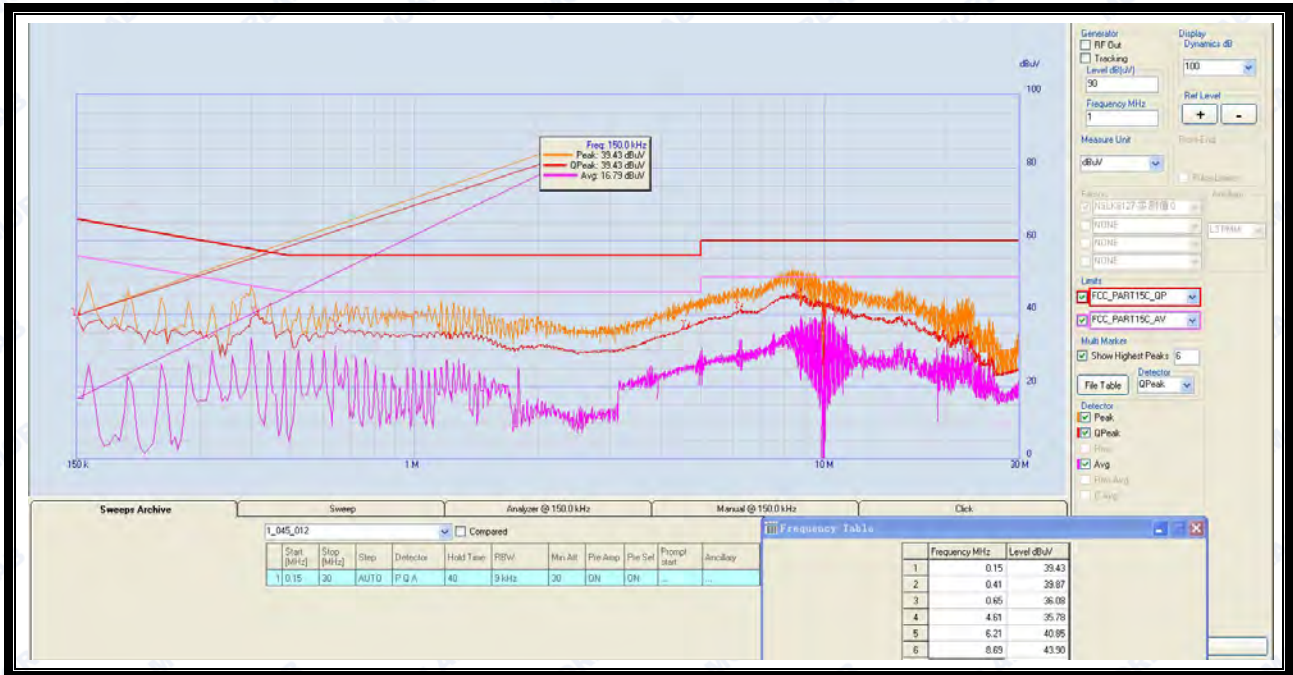 Generator
RF Out
Tracking
Level dB(uV)
90
Frequency MHz
1
Display
Dynamics dB
100
Ref Level
+ -
Measure Unit
dBuV
Front-End
NONE
NONE
NONE
Limits
FCC_PART15C_QP
FCC_PART15C_AV
Multi Marker
Show Highest Peaks 6
File Table
Detector
QPeak
Detector
Peak
QPeak
Avg
dBuV
100
80
60
40
20
0
Freq: 150.0 kHz
Peak: 39.43 dBuV
QPeak: 39.43 dBuV
Avg: 16.79 dBuV
150 k 1 M 10 M 30 M
Sweeps Archive Sweep Analyzer @ 150.0 kHz Manual @ 150.0 kHz Click
1_045_012 Compared
Start [MHz] Stop [MHz] Step Detector Hold Time RBW Min Att Pre Amp Pre Sel Prompt start Ancillary
1 0.15 30 AUTO P Q A 40 9 kHz 20 ON ON ... ...
Frequency Table
Frequency MHz Level dBuV
1 0.15 39.43
2 0.41 39.87
3 0.65 36.08
4 4.61 35.78
5 6.21 40.85
6 8.69 43.90